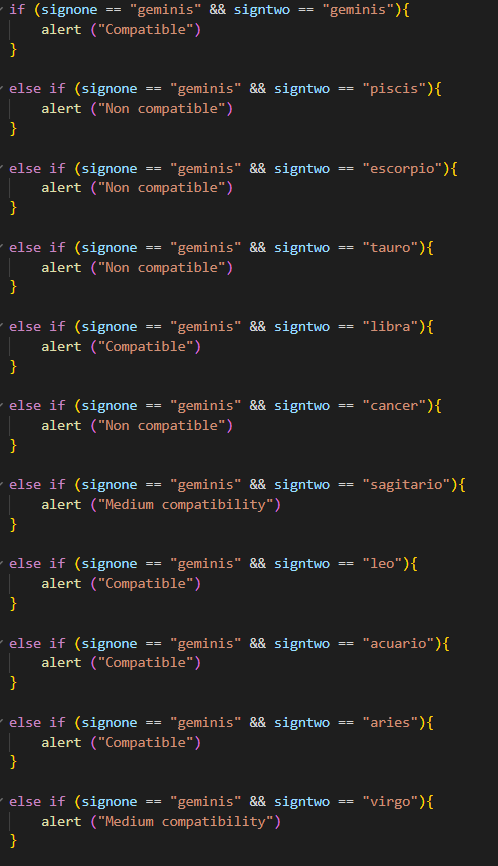 if (signone == "geminis" && signtwo == "geminis"){
    alert ("Compatible")
}

else if (signone == "geminis" && signtwo == "piscis"){
    alert ("Non compatible")
}

else if (signone == "geminis" && signtwo == "escorpio"){
    alert ("Non compatible")
}

else if (signone == "geminis" && signtwo == "tauro"){
    alert ("Non compatible")
}

else if (signone == "geminis" && signtwo == "libra"){
    alert ("Compatible")
}

else if (signone == "geminis" && signtwo == "cancer"){
    alert ("Non compatible")
}

else if (signone == "geminis" && signtwo == "sagitario"){
    alert ("Medium compatibility")
}

else if (signone == "geminis" && signtwo == "leo"){
    alert ("Compatible")
}

else if (signone == "geminis" && signtwo == "acuario"){
    alert ("Compatible")
}

else if (signone == "geminis" && signtwo == "aries"){
    alert ("Compatible")
}

else if (signone == "geminis" && signtwo == "virgo"){
    alert ("Medium compatibility")
}